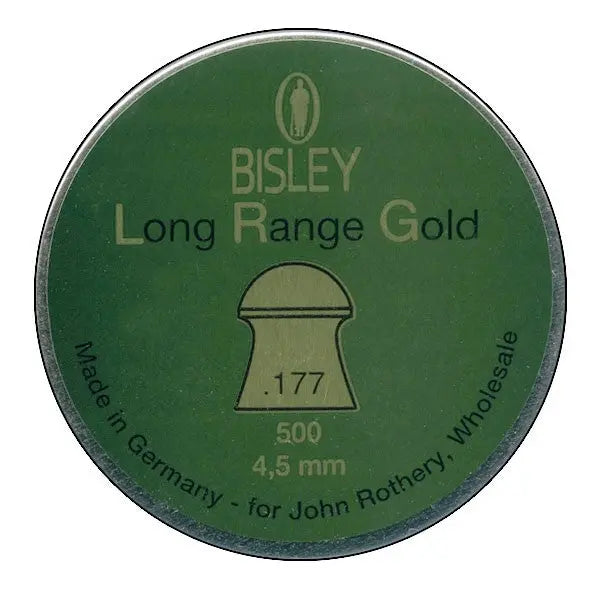 BISLEY
Long Range Gold
.177
500
4,5 mm
Made in Germany - for John Rothery, Wholesale